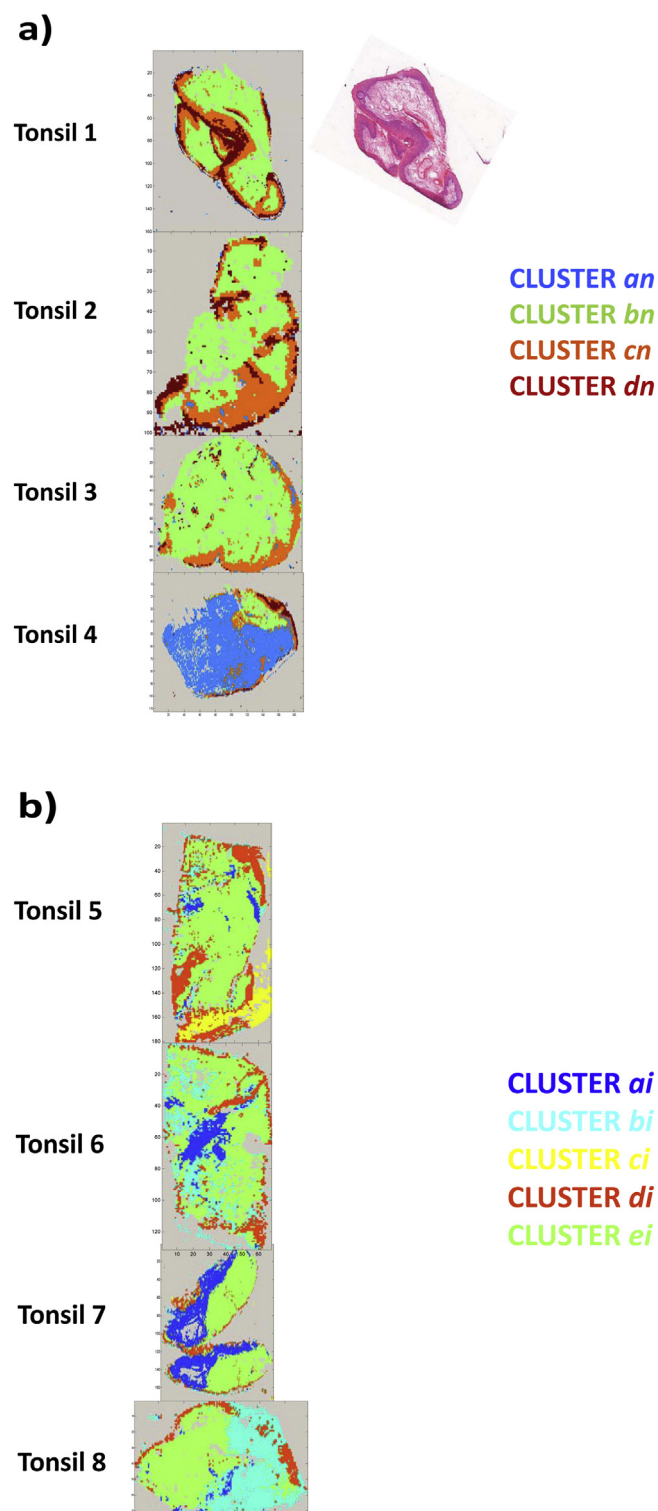 a)
Tonsil 1
Tonsil 2
CLUSTER an
CLUSTER bn
CLUSTER cn
CLUSTER dn
Tonsil 3
Tonsil 4
b)
Tonsil 5
Tonsil 6
CLUSTER ai
CLUSTER bi
CLUSTER ci
CLUSTER di
CLUSTER ei
Tonsil 7
Tonsil 8